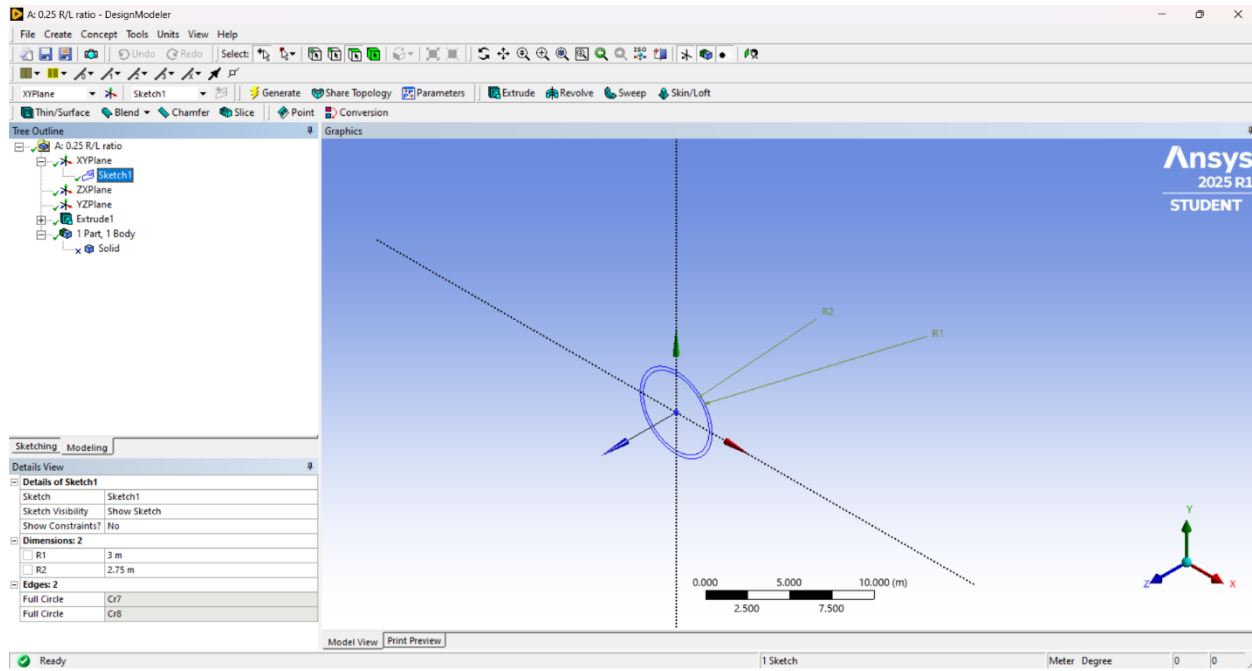 A: 0.25 R/L ratio - DesignModeler
File Create Concept Tools Units View Help
Undo Redo Select:
ISO
XYPlane Sketch1 Generate Share Topology Parameters Extrude Revolve Sweep Skin/Loft
Thin/Surface Blend Chamfer Slice Point Conversion
Tree Outline
A: 0.25 R/L ratio
XYPlane
Sketch1
ZXPlane
YZPlane
Extrude1
1 Part, 1 Body
Solid
Sketching Modeling
Details View
Details of Sketch1
Sketch Sketch1
Sketch Visibility Show Sketch
Show Constraints? No
Dimensions: 2
R1 3 m
R2 2.75 m
Edges: 2
Full Circle Cr7
Full Circle Cr8
Graphics
Ansys
2025 R1
STUDENT
R2
R1
0.000 5.000 10.000 (m)
2.500 7.500
Y
Z X
Model View Print Preview
Ready 1 Sketch Meter Degree 0 0